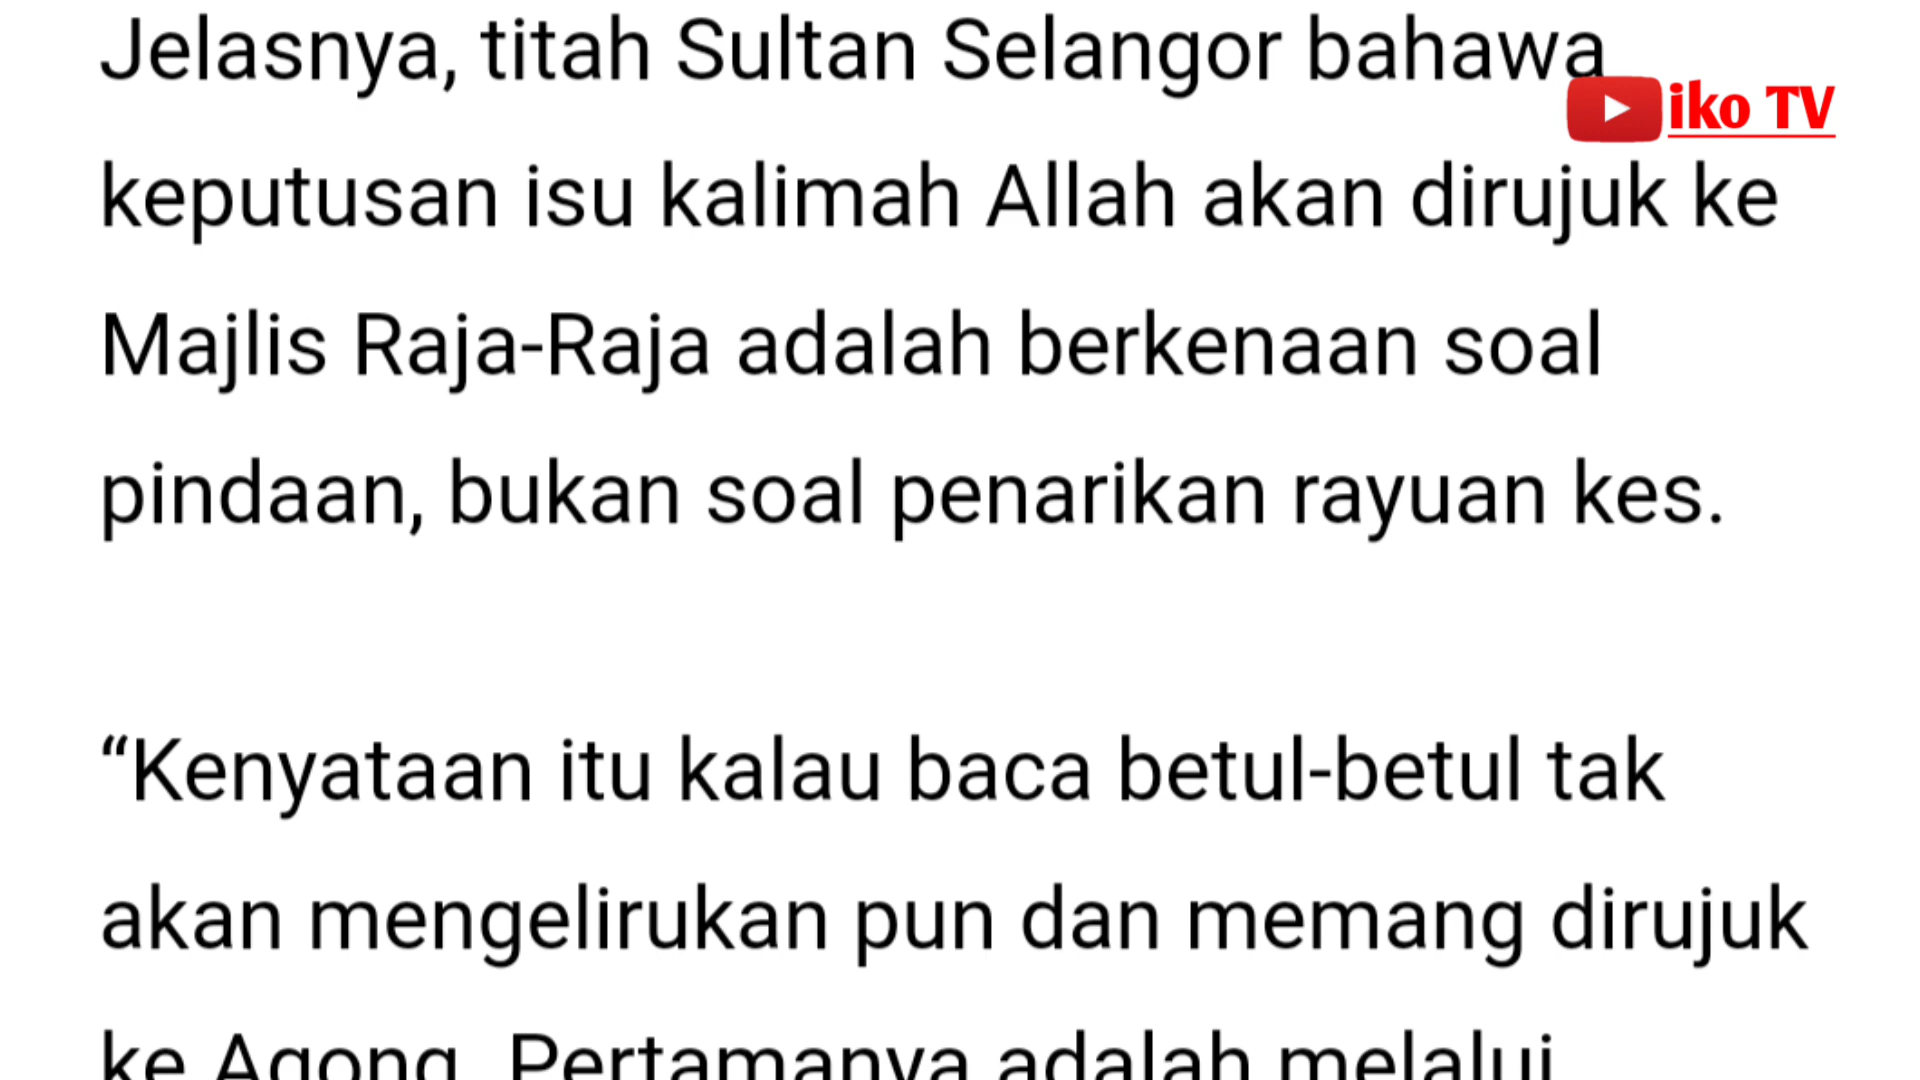 Jelasnya, titah Sultan Selangor bahawa
iko TV
keputusan isu kalimah Allah akan dirujuk ke
Majlis Raja-Raja adalah berkenaan soal
pindaan, bukan soal penarikan rayuan kes.
“Kenyataan itu kalau baca betul-betul tak
akan mengelirukan pun dan memang dirujuk
ke Agong. Pertamanya adalah melalui